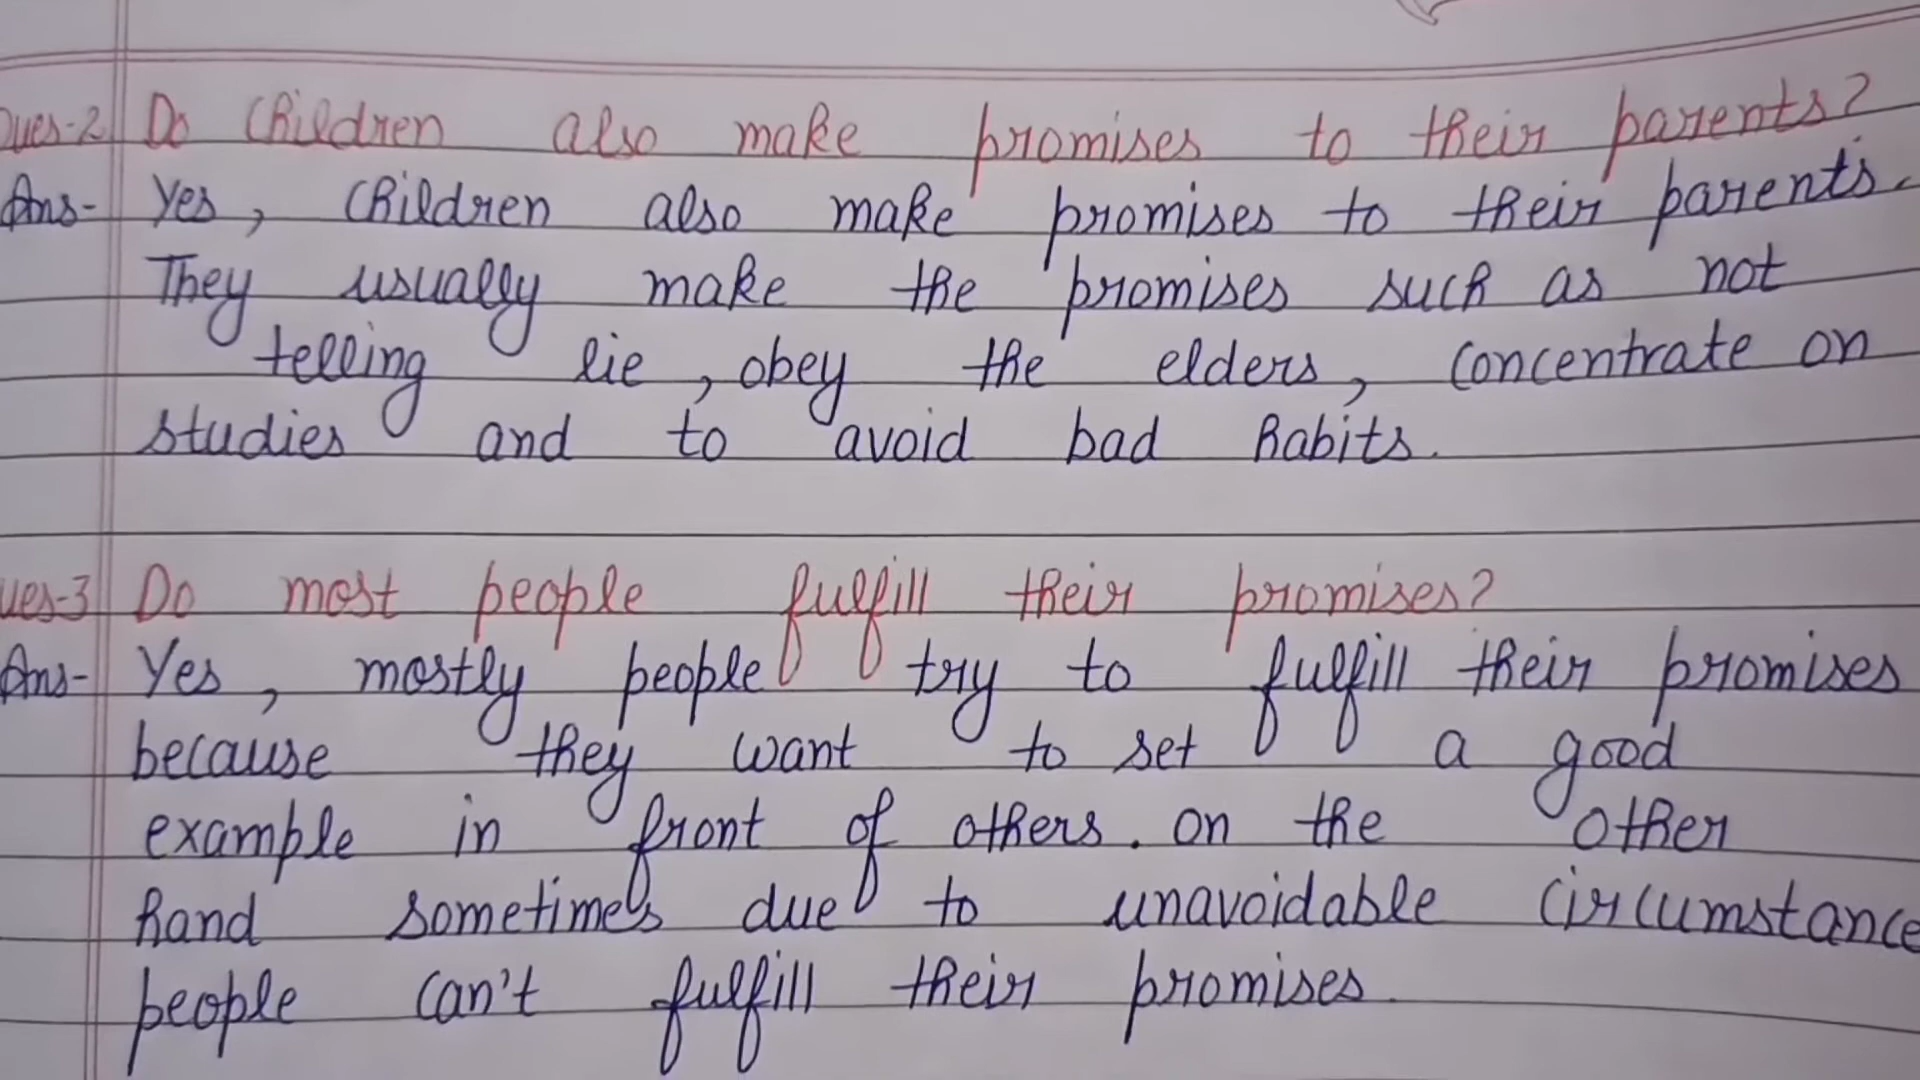 Ques-2 Do children also make promises to their parents?
Ans- Yes, children also make promises to their parents.
They usually make the promises such as not
telling lie, obey the elders, concentrate on
studies and to avoid bad habits.
ues-3 Do most people fulfill their promises?
Ans- Yes, mostly people try to fulfill their promises
because they want to set a good
example in front of others. on the other
hand sometimes due to unavoidable circumstance
people can't fulfill their promises.